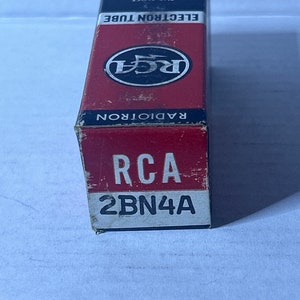 ELECTRON TUBE
RCA
RADIOTRON
RCA
2BN4A